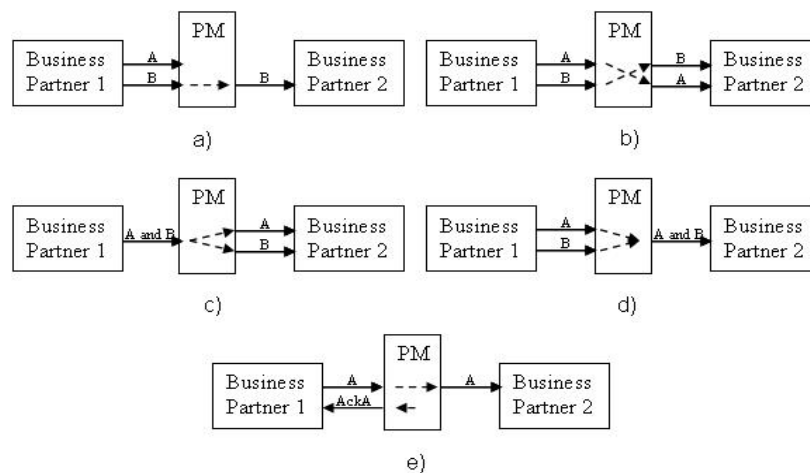 PM
PM
Business
Partner 1
A
B
B
Business
Partner 2
Business
Partner 1
A
B
B
A
Business
Partner 2
a)
b)
PM
PM
Business
Partner 1
A and B
A
B
Business
Partner 2
Business
Partner 1
A
B
A and B
Business
Partner 2
c)
d)
PM
Business
Partner 1
A
AckA
A
Business
Partner 2
e)